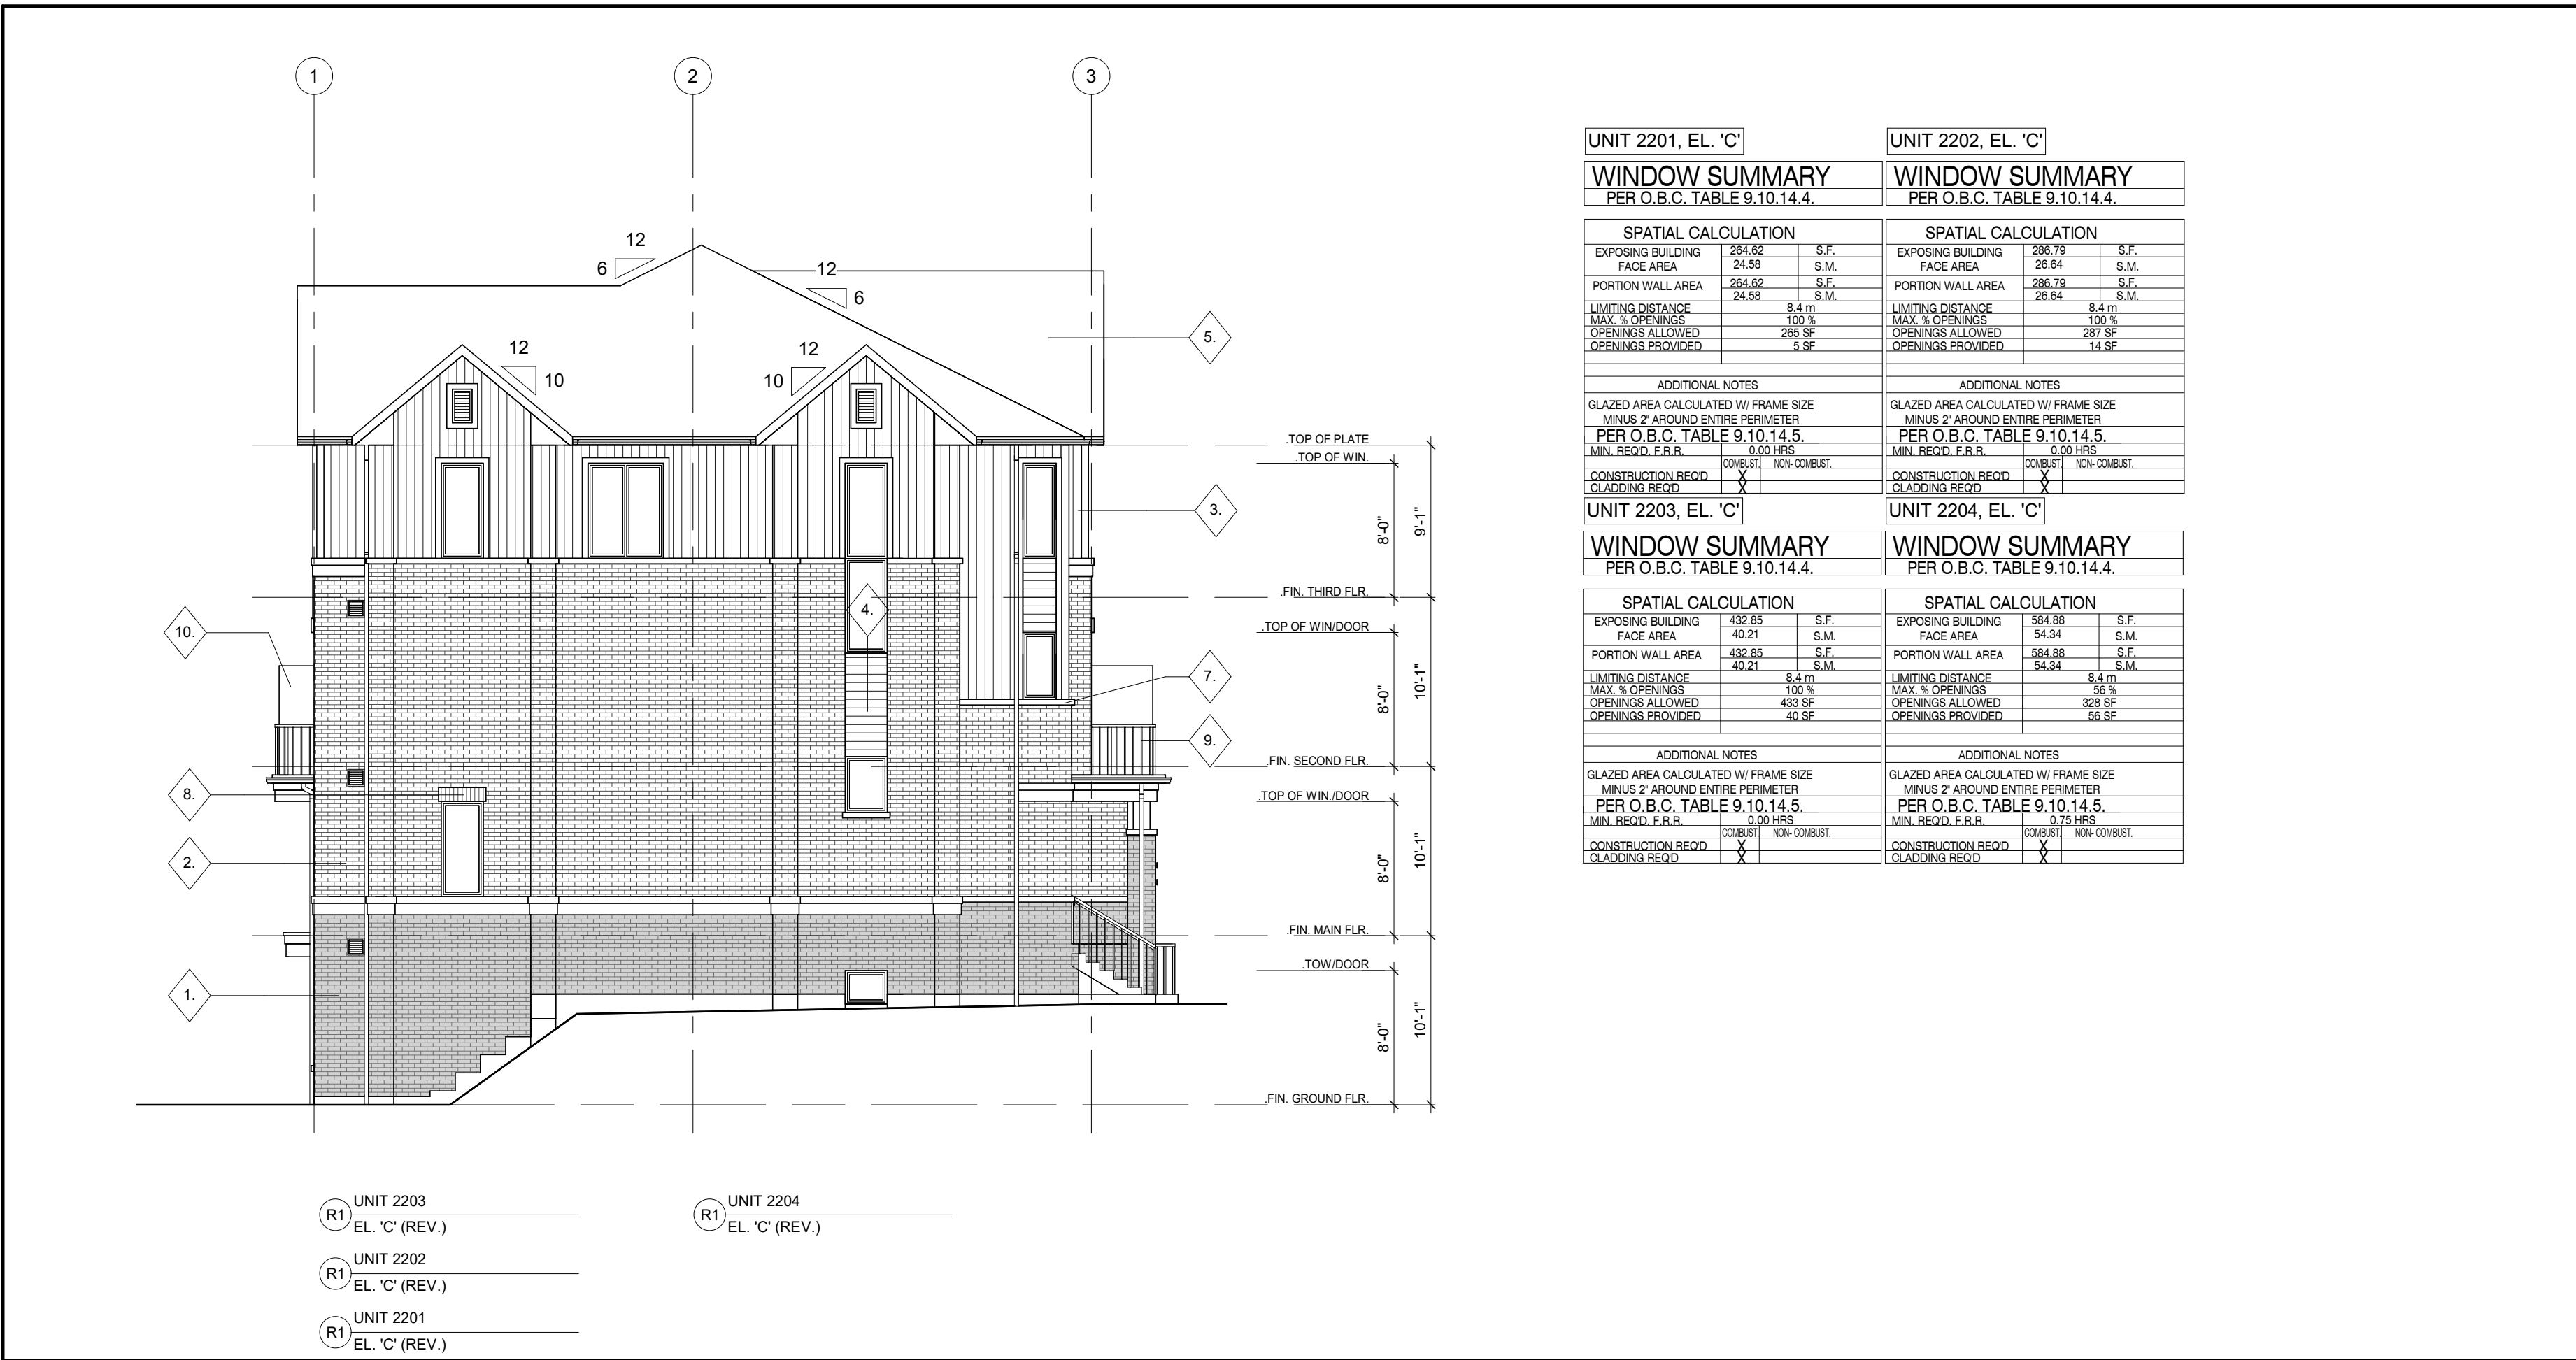 1
2
3
12
6
12
6
12
10
12
10
5.
3.
10.
4.
7.
9.
8.
2.
1.
.TOP OF PLATE
.TOP OF WIN.
8'-0"
9'-1"
.FIN. THIRD FLR.
.TOP OF WIN/DOOR
8'-0"
10'-1"
.FIN. SECOND FLR.
.TOP OF WIN./DOOR
8'-0"
10'-1"
.FIN. MAIN FLR.
.TOW/DOOR
8'-0"
10'-1"
.FIN. GROUND FLR.
R1 UNIT 2203
EL. 'C' (REV.)
R1 UNIT 2202
EL. 'C' (REV.)
R1 UNIT 2201
EL. 'C' (REV.)
R1 UNIT 2204
EL. 'C' (REV.)
UNIT 2201, EL. 'C'
WINDOW SUMMARY
PER O.B.C. TABLE 9.10.14.4.
SPATIAL CALCULATION
EXPOSING BUILDING 264.62 S.F.
FACE AREA 24.58 S.M.
PORTION WALL AREA 264.62 S.F.
24.58 S.M.
LIMITING DISTANCE 8.4 m
MAX. % OPENINGS 100 %
OPENINGS ALLOWED 265 SF
OPENINGS PROVIDED 5 SF
ADDITIONAL NOTES
GLAZED AREA CALCULATED W/ FRAME SIZE
MINUS 2" AROUND ENTIRE PERIMETER
PER O.B.C. TABLE 9.10.14.5.
MIN. REQ'D. F.R.R. 0.00 HRS
COMBUST. NON- COMBUST.
CONSTRUCTION REQ'D X
CLADDING REQ'D X
UNIT 2202, EL. 'C'
WINDOW SUMMARY
PER O.B.C. TABLE 9.10.14.4.
SPATIAL CALCULATION
EXPOSING BUILDING 286.79 S.F.
FACE AREA 26.64 S.M.
PORTION WALL AREA 286.79 S.F.
26.64 S.M.
LIMITING DISTANCE 8.4 m
MAX. % OPENINGS 100 %
OPENINGS ALLOWED 287 SF
OPENINGS PROVIDED 14 SF
ADDITIONAL NOTES
GLAZED AREA CALCULATED W/ FRAME SIZE
MINUS 2" AROUND ENTIRE PERIMETER
PER O.B.C. TABLE 9.10.14.5.
MIN. REQ'D. F.R.R. 0.00 HRS
COMBUST. NON- COMBUST.
CONSTRUCTION REQ'D X
CLADDING REQ'D X
UNIT 2203, EL. 'C'
WINDOW SUMMARY
PER O.B.C. TABLE 9.10.14.4.
SPATIAL CALCULATION
EXPOSING BUILDING 432.85 S.F.
FACE AREA 40.21 S.M.
PORTION WALL AREA 432.85 S.F.
40.21 S.M.
LIMITING DISTANCE 8.4 m
MAX. % OPENINGS 100 %
OPENINGS ALLOWED 433 SF
OPENINGS PROVIDED 40 SF
ADDITIONAL NOTES
GLAZED AREA CALCULATED W/ FRAME SIZE
MINUS 2" AROUND ENTIRE PERIMETER
PER O.B.C. TABLE 9.10.14.5.
MIN. REQ'D. F.R.R. 0.00 HRS
COMBUST. NON- COMBUST.
CONSTRUCTION REQ'D X
CLADDING REQ'D X
UNIT 2204, EL. 'C'
WINDOW SUMMARY
PER O.B.C. TABLE 9.10.14.4.
SPATIAL CALCULATION
EXPOSING BUILDING 584.88 S.F.
FACE AREA 54.34 S.M.
PORTION WALL AREA 584.88 S.F.
54.34 S.M.
LIMITING DISTANCE 8.4 m
MAX. % OPENINGS 56 %
OPENINGS ALLOWED 328 SF
OPENINGS PROVIDED 56 SF
ADDITIONAL NOTES
GLAZED AREA CALCULATED W/ FRAME SIZE
MINUS 2" AROUND ENTIRE PERIMETER
PER O.B.C. TABLE 9.10.14.5.
MIN. REQ'D. F.R.R. 0.75 HRS
COMBUST. NON- COMBUST.
CONSTRUCTION REQ'D X
CLADDING REQ'D X